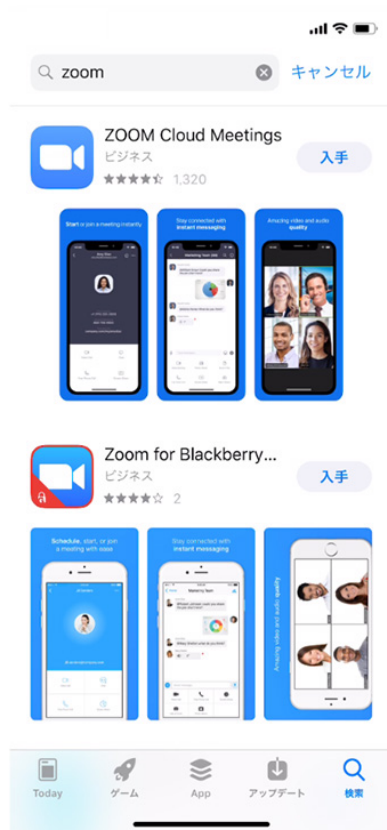 zoom
キャンセル
ZOOM Cloud Meetings
ビジネス
入手
1,320
Start or join a meeting instantly
Stay connected with
instant messaging
Amazing video and audio
quality
Zoom for Blackberry...
ビジネス
入手
2
Schedule, start, or join
a meeting with ease
Stay connected with
instant messaging
Amazing video and audio quality
Today
ゲーム
App
アップデート
検索